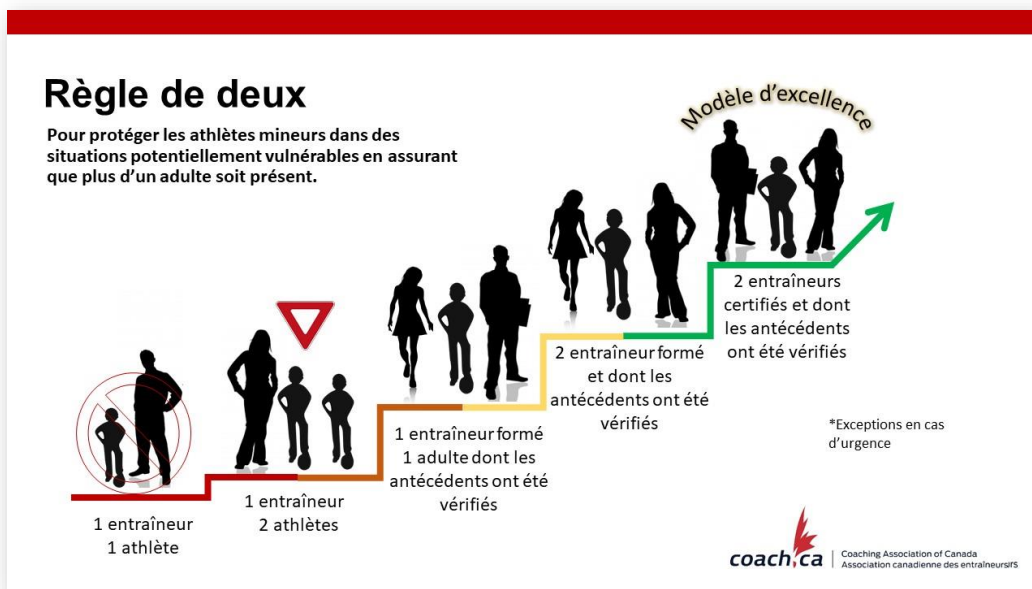 Règle de deux
Pour protéger les athlètes mineurs dans des
situations potentiellement vulnérables en assurant
que plus d’un adulte soit présent.
Modèle d’excellence
1 entraîneur
1 athlète
1 entraîneur
2 athlètes
1 entraîneur formé
1 adulte dont les
antécédents ont été
vérifiés
2 entraîneur formé
et dont les
antécédents ont été
vérifiés
2 entraîneurs
certifiés et dont
les antécédents
ont été vérifiés
*Exceptions en cas
d’urgence
coach.ca
Coaching Association of Canada
Association canadienne des entraîneurs